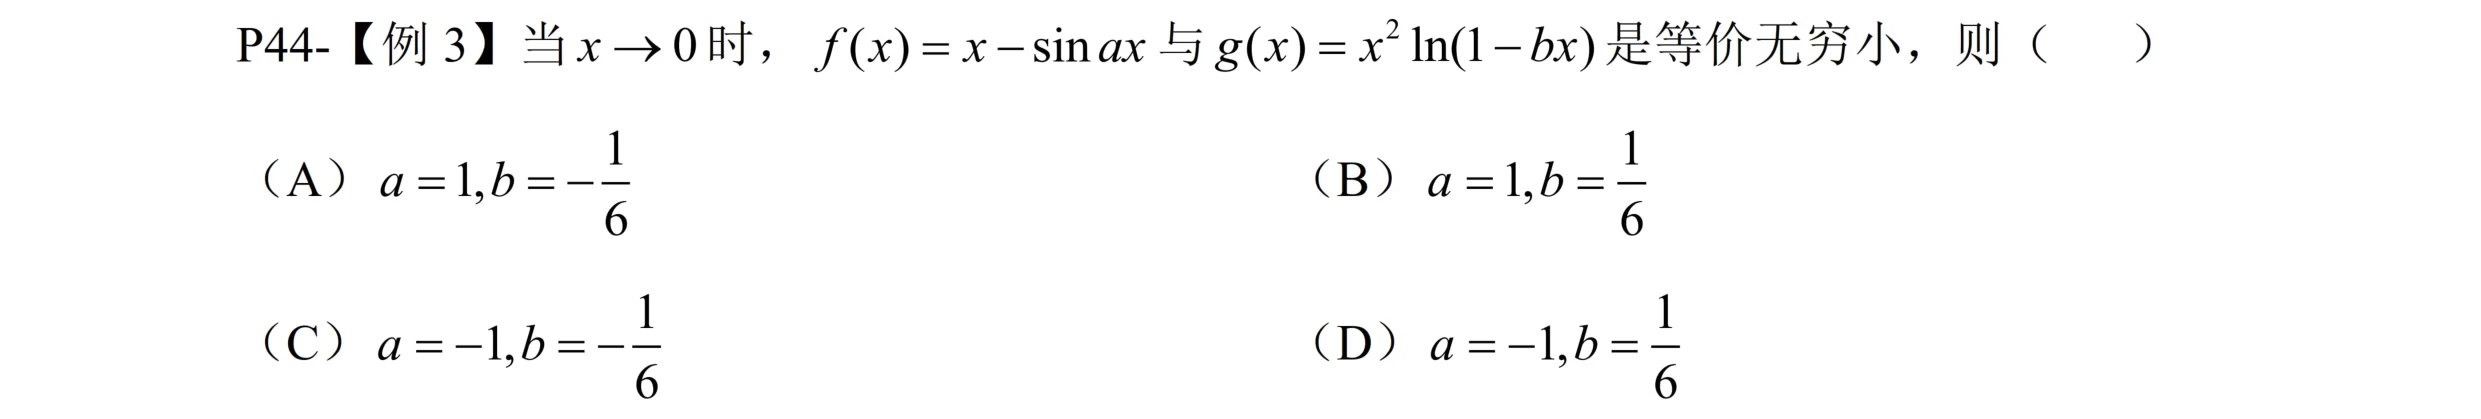 P44-【例 3】当 x → 0 时， f(x) = x − sin ax 与 g(x) = x² ln(1 − bx) 是等价无穷小，则（　　）
（A） a = 1, b = −1/6
（B） a = 1, b = 1/6
（C） a = −1, b = −1/6
（D） a = −1, b = 1/6